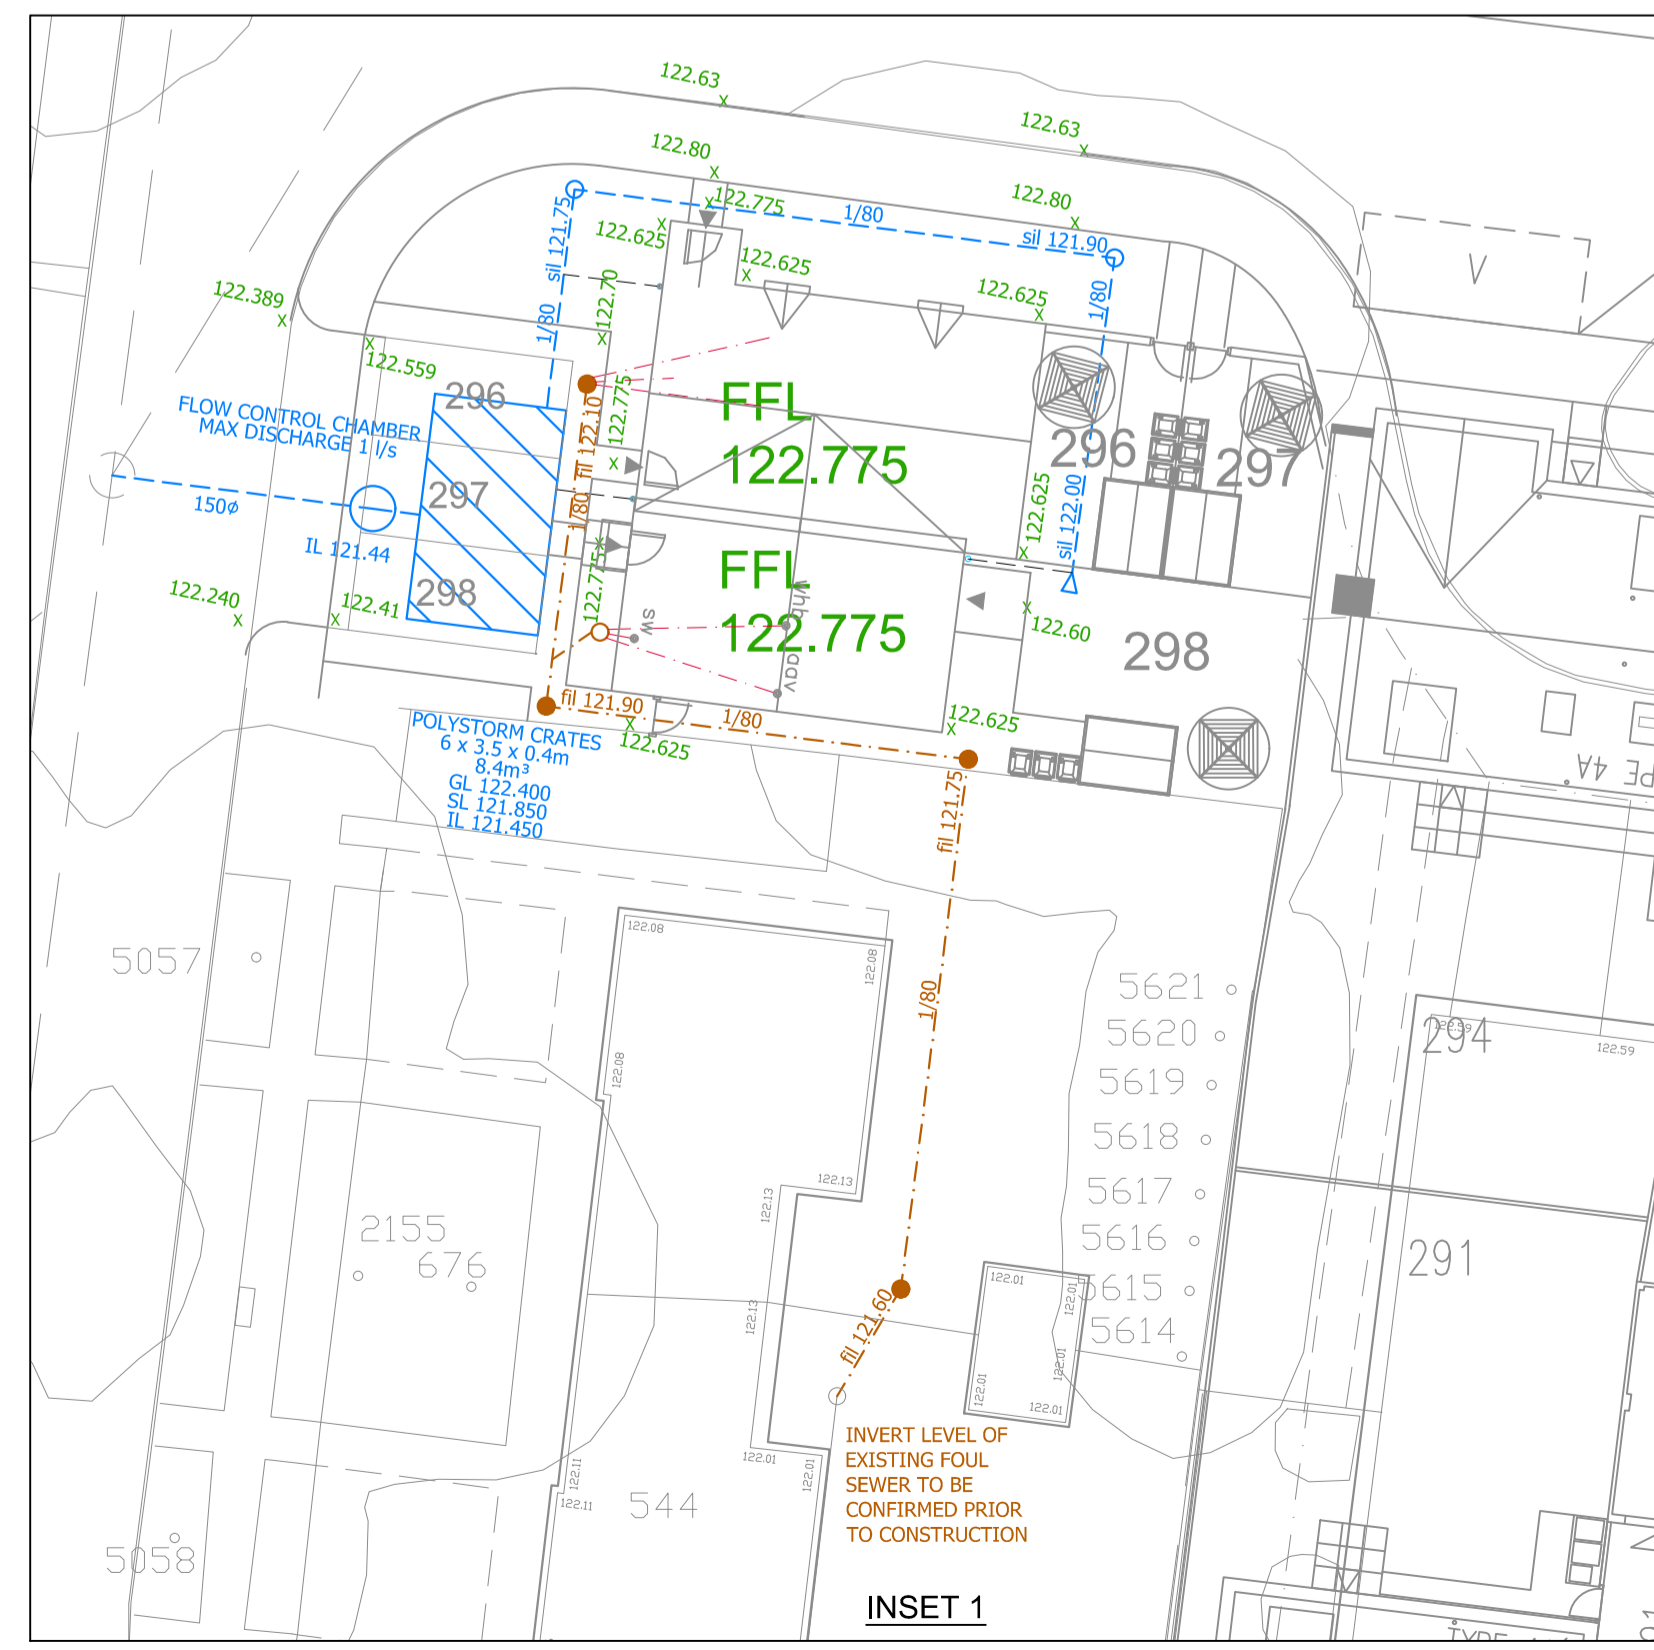 122.63
122.63
122.80
122.80
122.775
1/80
sil 121.90
sil 121.75
122.625
122.625
122.625
122.70
1/80
1/80
122.389
122.559
V
FLOW CONTROL CHAMBER
MAX DISCHARGE 1 l/s
296
297
298
150ϕ
IL 121.44
122.240
122.41
fil 122.10
1/80
122.775
122.775
FFL
122.775
FFL
122.775
296
297
298
122.625
sil 122.00
122.60
sw
whb
pav
fil 121.90
1/80
122.625
122.625
POLYSTORM CRATES
6 x 3.5 x 0.4m
8.4m³
GL 122.400
SL 121.850
IL 121.450
fil 121.75
PE 4A
122.08
122.08
122.08
5057
1/80
5621
5620
5619
5618
5617
5616
5615
5614
294
122.59
122.59
122.13
122.13
122.13
2155
676
291
fil 121.60
122.01
122.01
122.01
122.01
122.01
122.01
122.01
122.11
122.11
544
5058
INVERT LEVEL OF
EXISTING FOUL
SEWER TO BE
CONFIRMED PRIOR
TO CONSTRUCTION
INSET 1